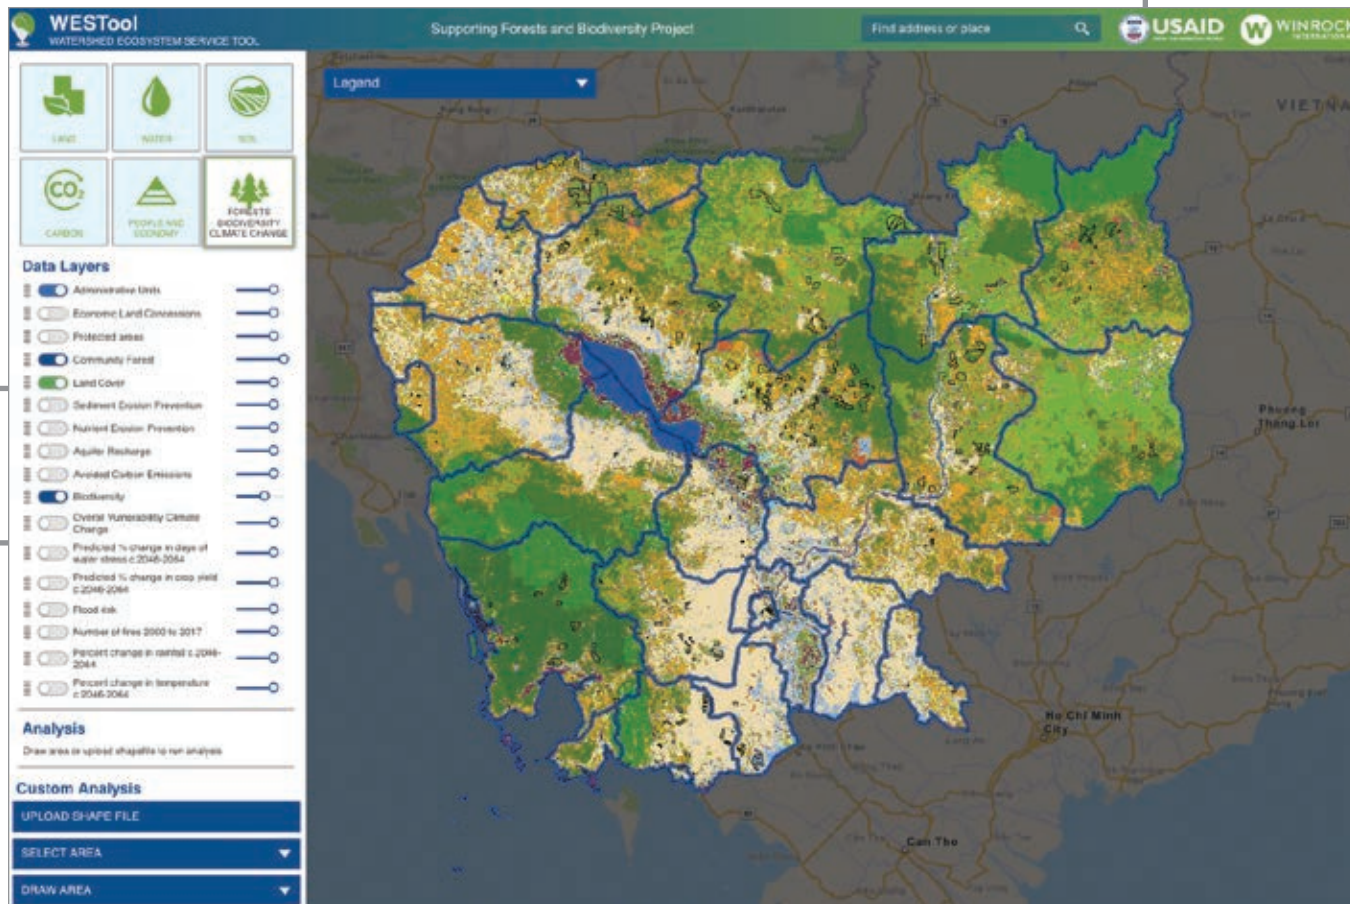 WESTool
WATERSHED ECOSYSTEM SERVICE TOOL
Supporting Forests and Biodiversity Project
Find address or place
USAID
WINROCK
INTERNATIONAL
LAND
WATER
SOIL
CO₂
CARBON
PEOPLE AND
ECONOMY
FORESTS
BIODIVERSITY
CLIMATE CHANGE
Data Layers
Administrative Units
Economic Land Concessions
Protected areas
Community Forest
Land Cover
Sediment Erosion Prevention
Nutrient Erosion Prevention
Aquifer Recharge
Avoided Carbon Emissions
Biodiversity
Overall Vulnerability Climate
Change
Predicted % change in days of
water stress c.2046-2064
Predicted % change in crop yield
c.2046-2064
Flood risk
Number of fires 2000 to 2017
Percent change in rainfall c.2046-
2064
Percent change in temperature
c.2046-2064
Analysis
Draw area or upload shapefile to run analysis
Custom Analysis
UPLOAD SHAPE FILE
SELECT AREA
DRAW AREA
Legend
VIETNA
Phuong
Thang Loi
Ho Chi Minh
City
Can Tho